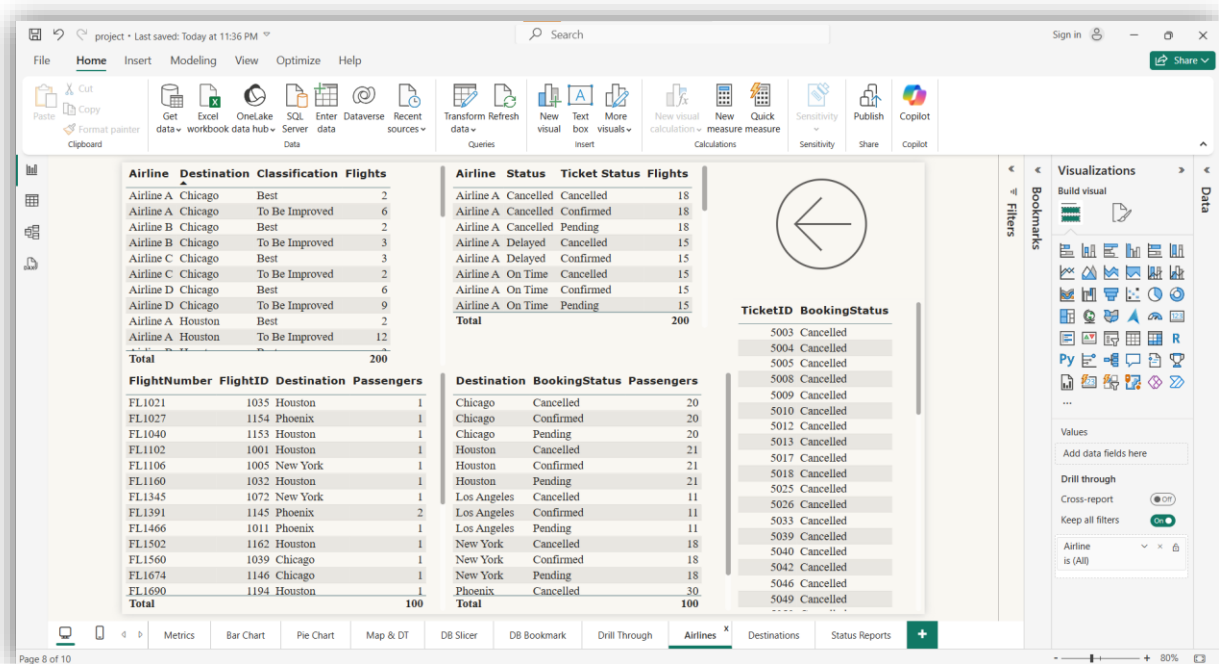 project • Last saved: Today at 11:36 PM
Search
Sign in
File Home Insert Modeling View Optimize Help
Share
Paste
Cut
Copy
Format painter
Clipboard
Get data
Excel workbook
OneLake data hub
SQL Server
Enter data
Dataverse
Recent sources
Data
Transform data
Refresh
Queries
New visual
Text box
More visuals
Insert
New visual calculation
New measure
Quick measure
Calculations
Sensitivity
Sensitivity
Publish
Share
Copilot
Copilot
Airline Destination Classification Flights
Airline A Chicago Best 2
Airline A Chicago To Be Improved 6
Airline B Chicago Best 2
Airline B Chicago To Be Improved 3
Airline C Chicago Best 3
Airline C Chicago To Be Improved 2
Airline D Chicago Best 6
Airline D Chicago To Be Improved 9
Airline A Houston Best 2
Airline A Houston To Be Improved 12
Total 200
Airline Status Ticket Status Flights
Airline A Cancelled Cancelled 18
Airline A Cancelled Confirmed 18
Airline A Cancelled Pending 18
Airline A Delayed Cancelled 15
Airline A Delayed Confirmed 15
Airline A On Time Cancelled 15
Airline A On Time Confirmed 15
Airline A On Time Pending 15
Total 200
FlightNumber FlightID Destination Passengers
FL1021 1035 Houston 1
FL1027 1154 Phoenix 1
FL1040 1153 Houston 1
FL1102 1001 Houston 1
FL1106 1005 New York 1
FL1160 1032 Houston 1
FL1345 1072 New York 1
FL1391 1145 Phoenix 2
FL1466 1011 Phoenix 1
FL1502 1162 Houston 1
FL1560 1039 Chicago 1
FL1674 1146 Chicago 1
FL1690 1194 Houston 1
Total 100
Destination BookingStatus Passengers
Chicago Cancelled 20
Chicago Confirmed 20
Chicago Pending 20
Houston Cancelled 21
Houston Confirmed 21
Houston Pending 21
Los Angeles Cancelled 11
Los Angeles Confirmed 11
Los Angeles Pending 11
New York Cancelled 18
New York Confirmed 18
New York Pending 18
Phoenix Cancelled 30
Total 100
TicketID BookingStatus
5003 Cancelled
5004 Cancelled
5005 Cancelled
5008 Cancelled
5009 Cancelled
5010 Cancelled
5012 Cancelled
5013 Cancelled
5017 Cancelled
5018 Cancelled
5025 Cancelled
5026 Cancelled
5033 Cancelled
5039 Cancelled
5040 Cancelled
5042 Cancelled
5046 Cancelled
5049 Cancelled
Filters
Bookmarks
Visualizations
Build visual
R
Py
123
...
Values
Add data fields here
Drill through
Cross-report Off
Keep all filters On
Airline
is (All)
Data
Metrics Bar Chart Pie Chart Map & DT DB Slicer DB Bookmark Drill Through Airlines x Destinations Status Reports +
Page 8 of 10
- + 80%